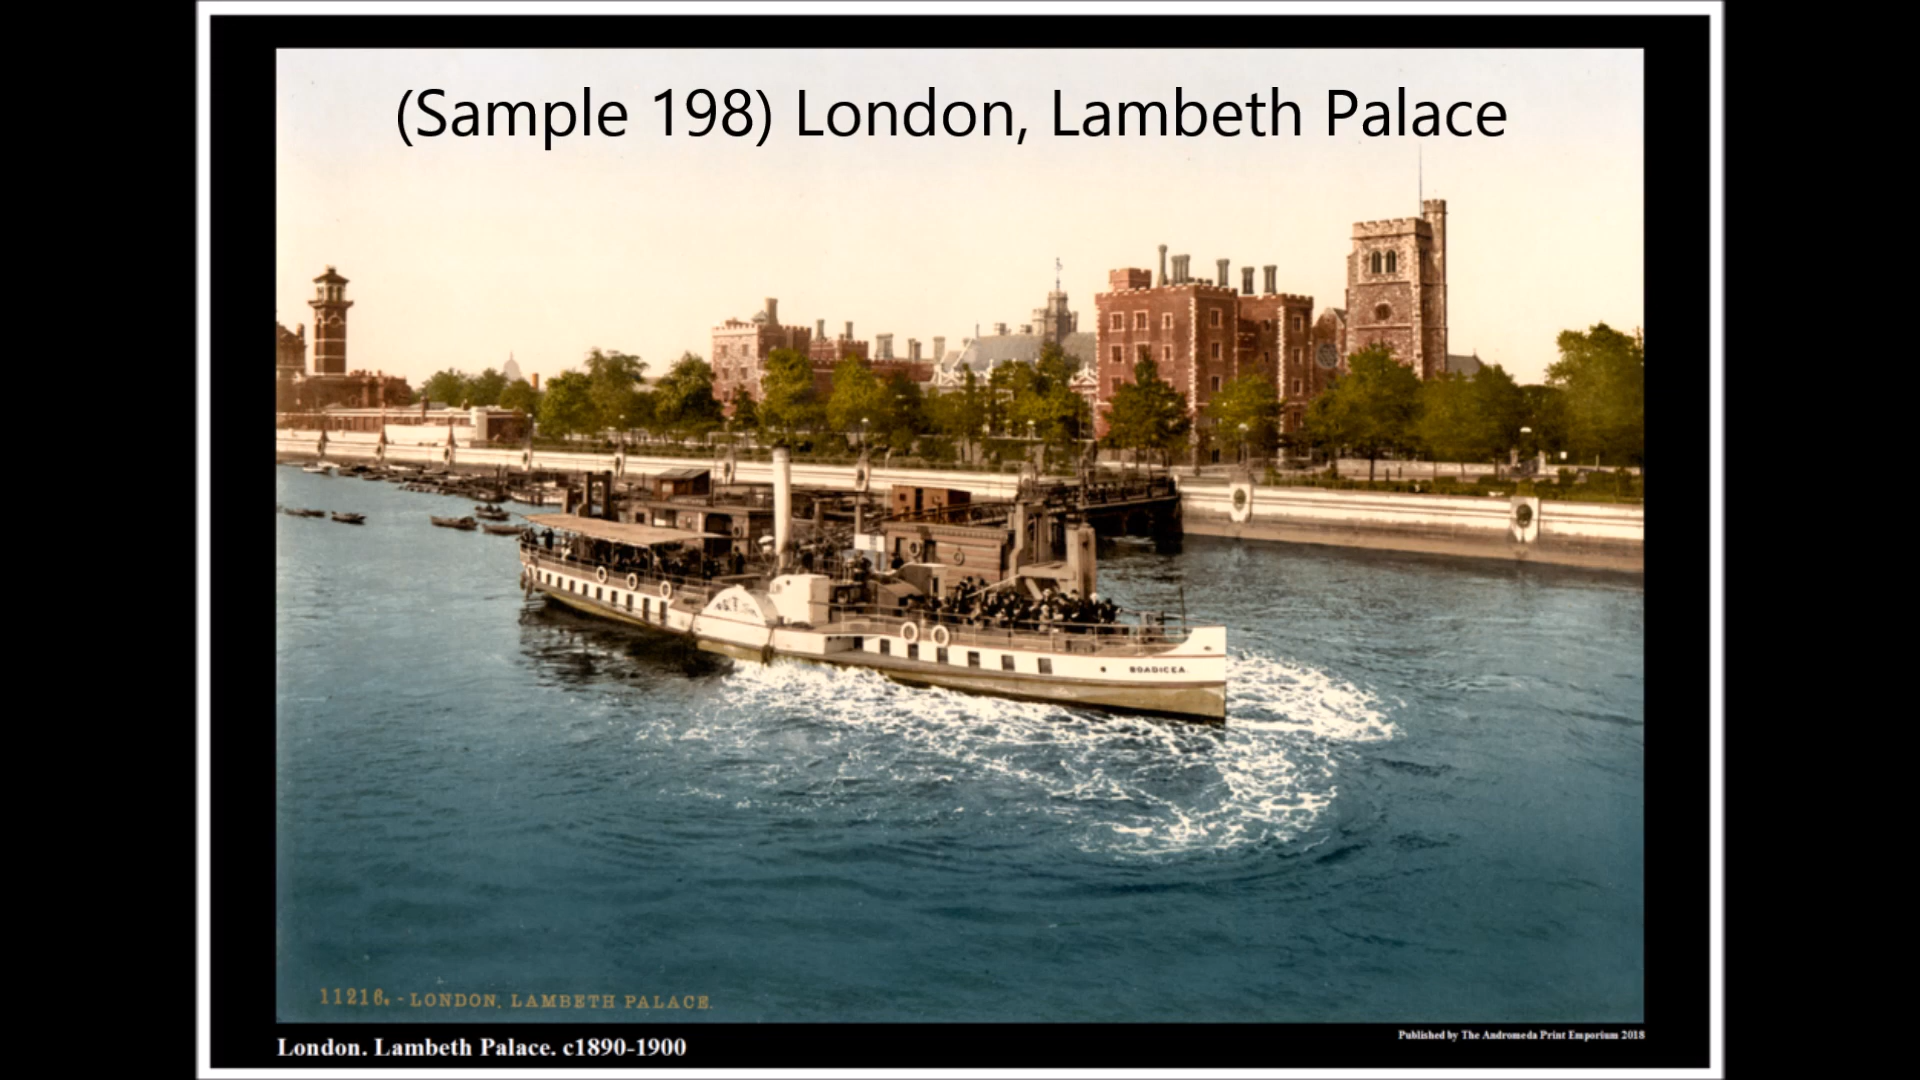 (Sample 198) London, Lambeth Palace
BOADICEA.
11216. - LONDON, LAMBETH PALACE.
London. Lambeth Palace. c1890-1900
Published by The Andromeda Print Emporium 2018